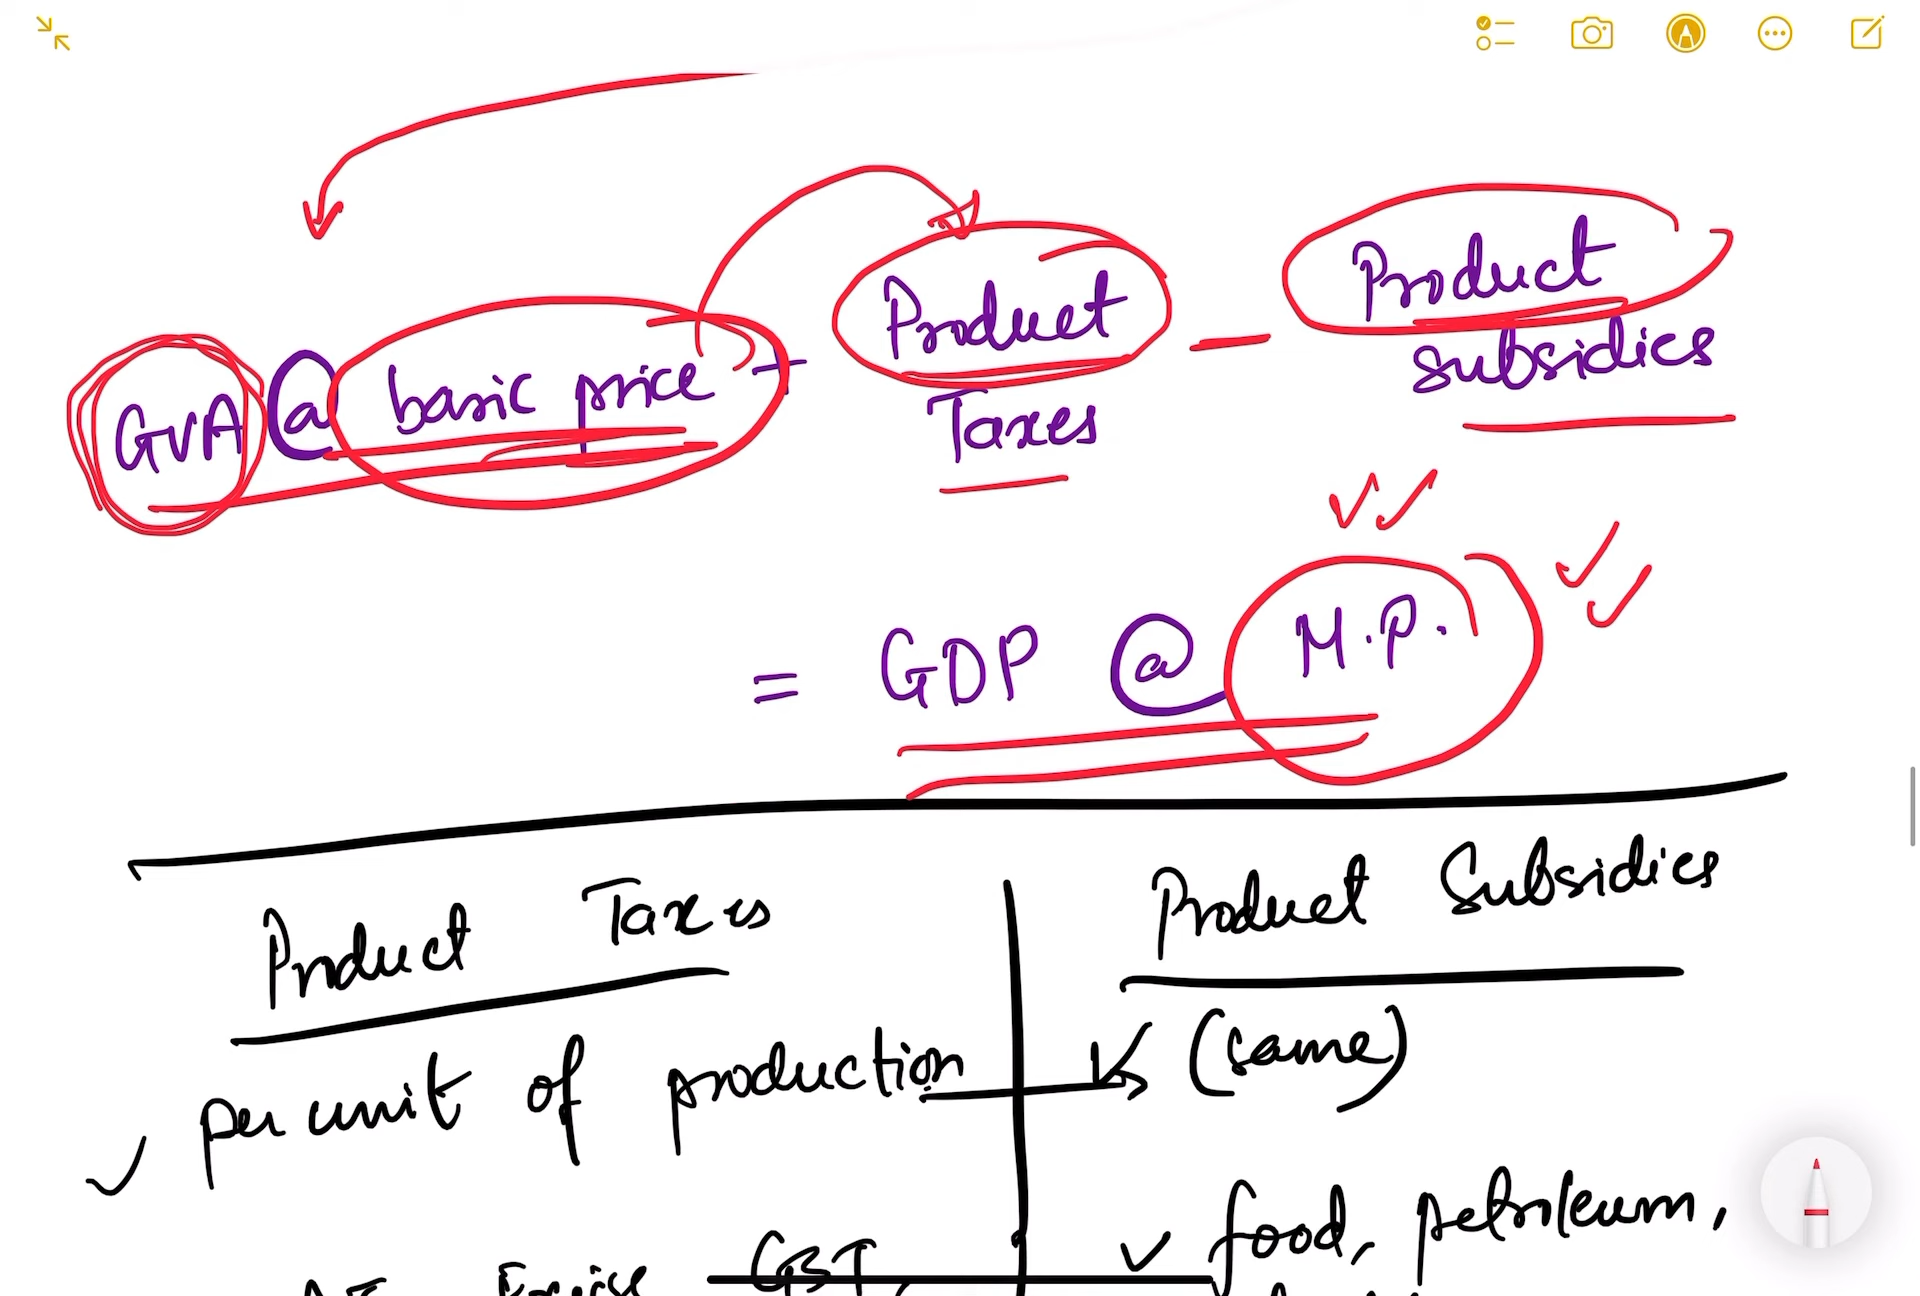 GVA @ basic price + Product Taxes - Product subsidies
= GDP @ M.P.
Product Taxes
Product Subsidies
per unit of production
(same)
GST,
food, petroleum,